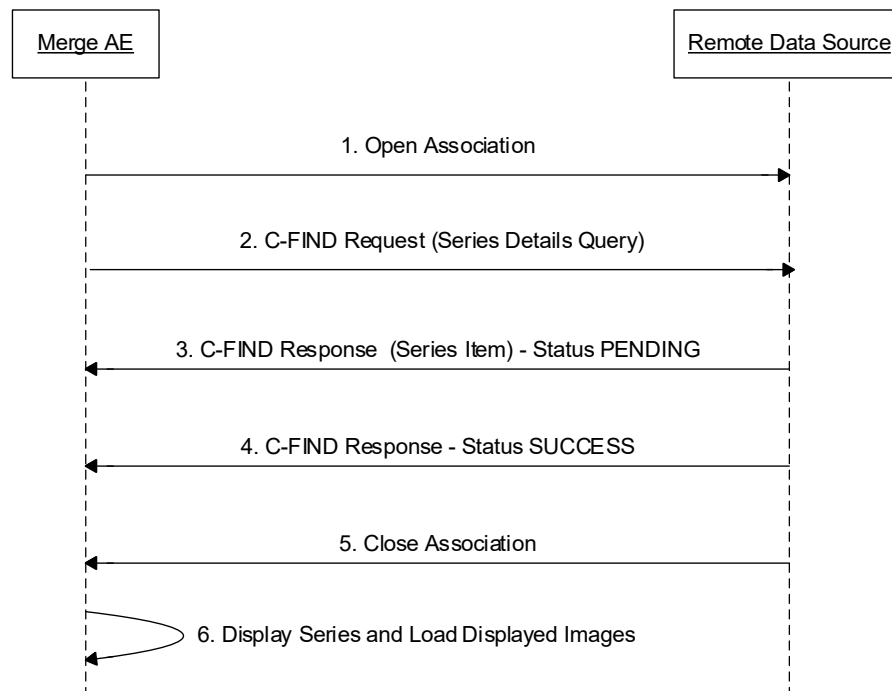 Merge AE
Remote Data Source
1. Open Association
2. C-FIND Request (Series Details Query)
3. C-FIND Response  (Series Item) - Status PENDING
4. C-FIND Response - Status SUCCESS
5. Close Association
6. Display Series and Load Displayed Images